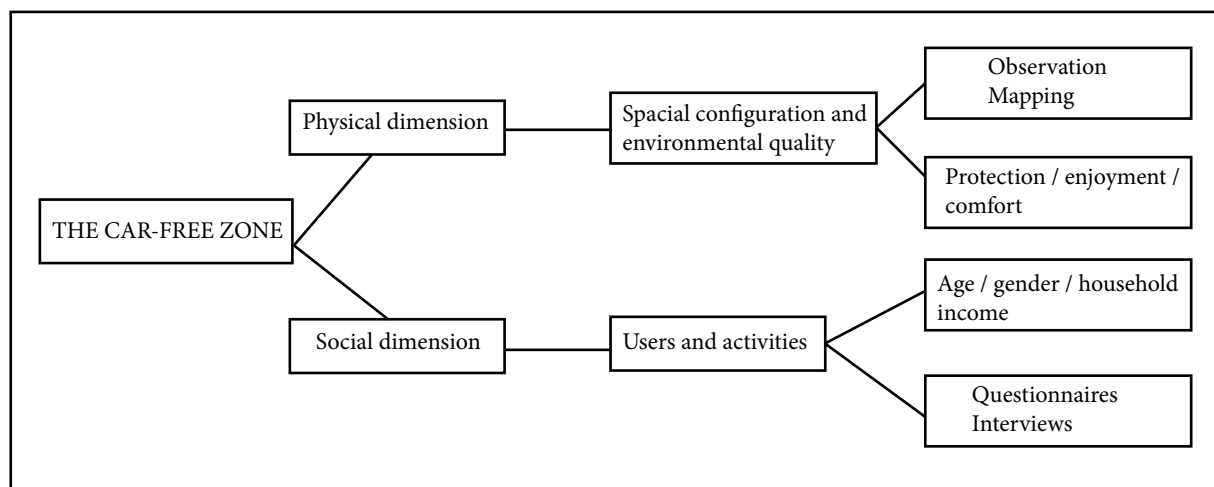 THE CAR-FREE ZONE
Physical dimension
Social dimension
Spacial configuration and
environmental quality
Users and activities
Observation
Mapping
Protection / enjoyment /
comfort
Age / gender / household
income
Questionnaires
Interviews